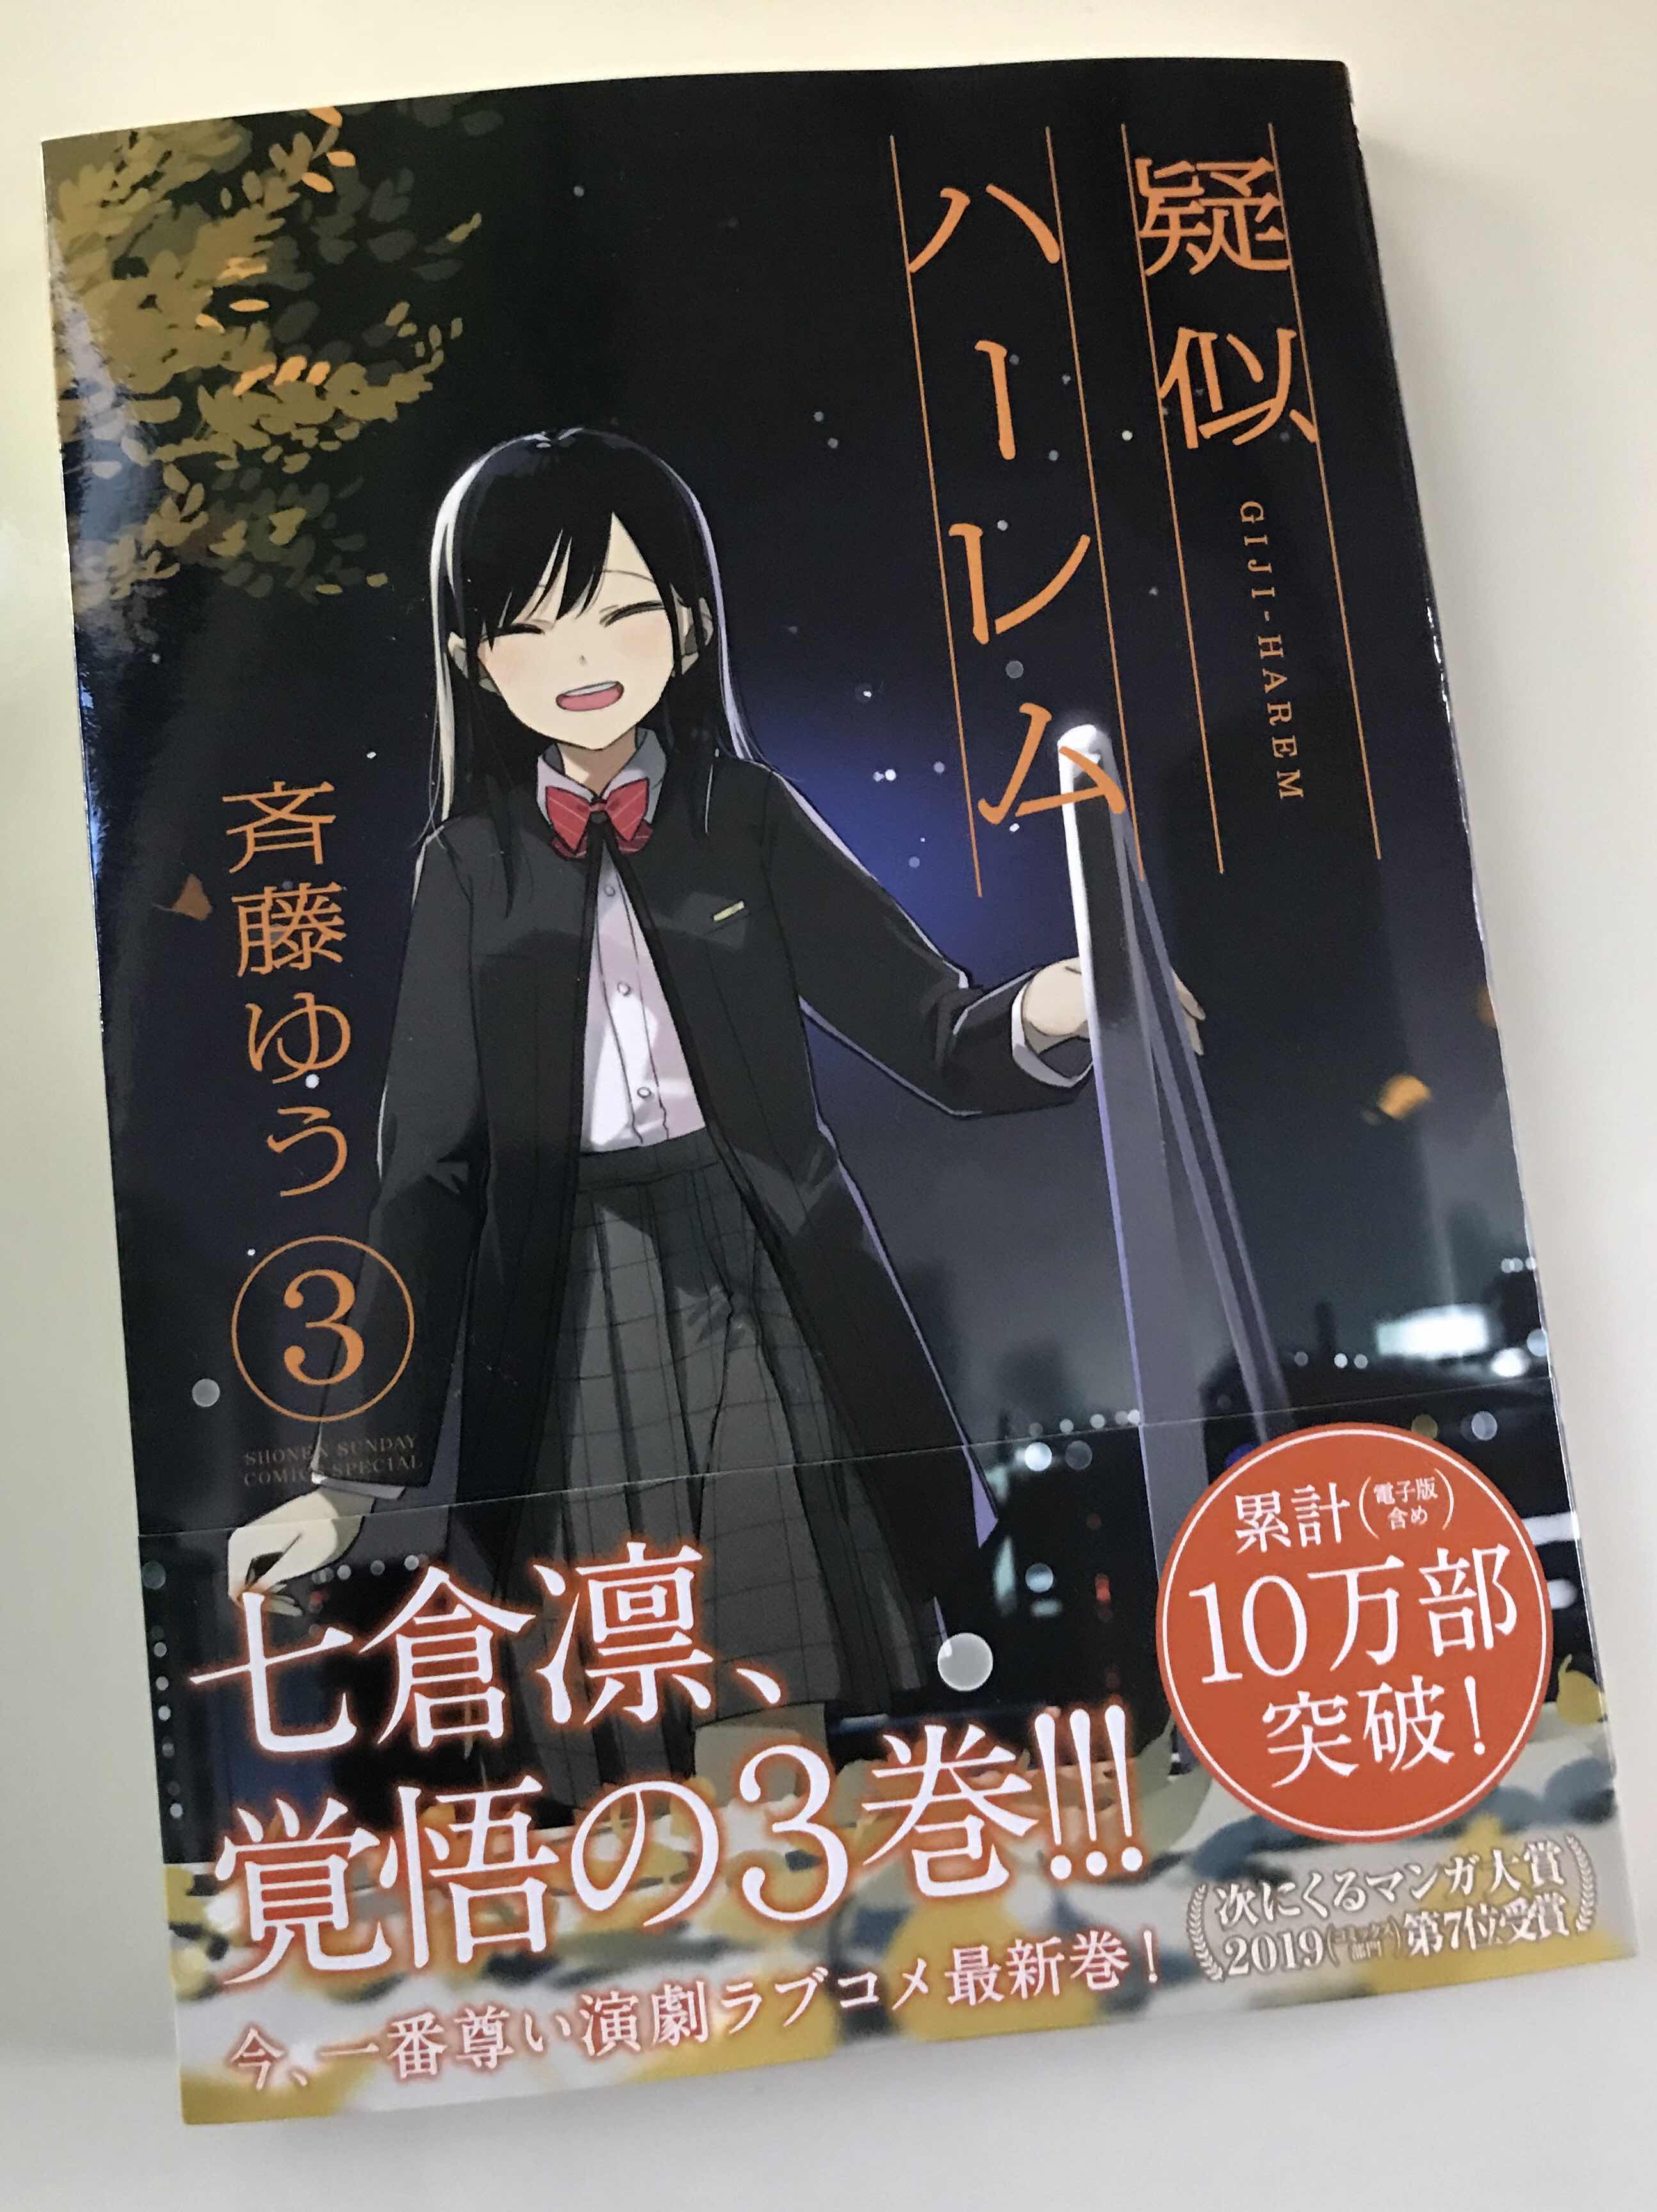 疑似
ハーレム
GIJI-HAREM
斉藤ゆう
3
SHONEN SUNDAY
COMICS SPECIAL
累計(電子版含め)
10万部
突破!
七倉凛、
覚悟の3巻!!!
今、一番尊い演劇ラブコメ最新巻!
次にくるマンガ大賞
2019(コミックス部門)第7位受賞